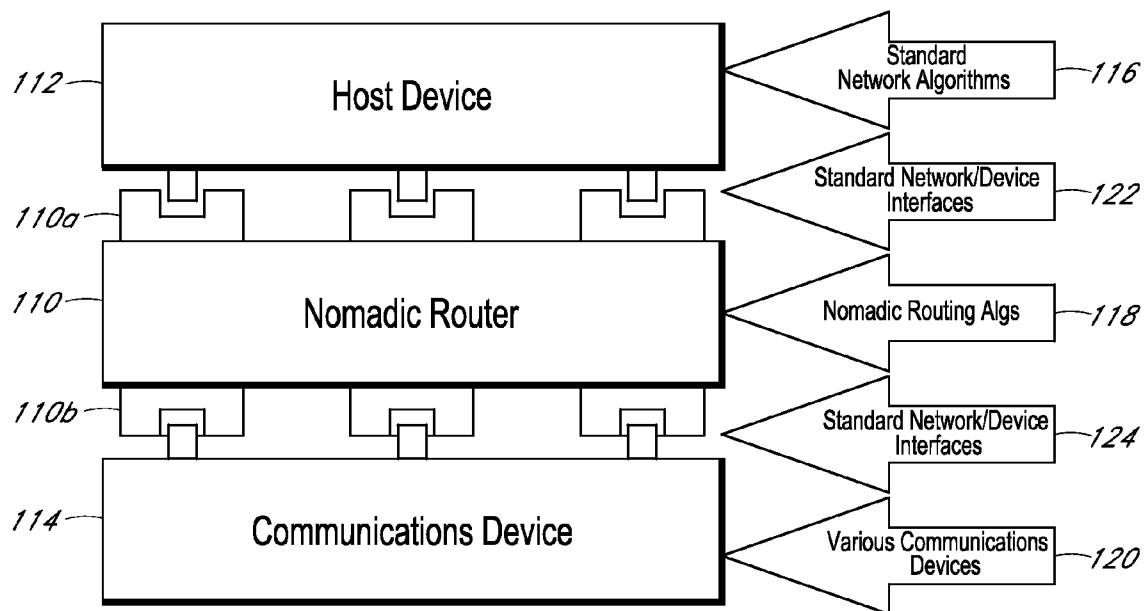 112
Host Device
Standard
Network Algorithms
116
110a
Standard Network/Device
Interfaces
122
110
Nomadic Router
Nomadic Routing Algs
118
110b
Standard Network/Device
Interfaces
124
114
Communications Device
Various Communications
Devices
120